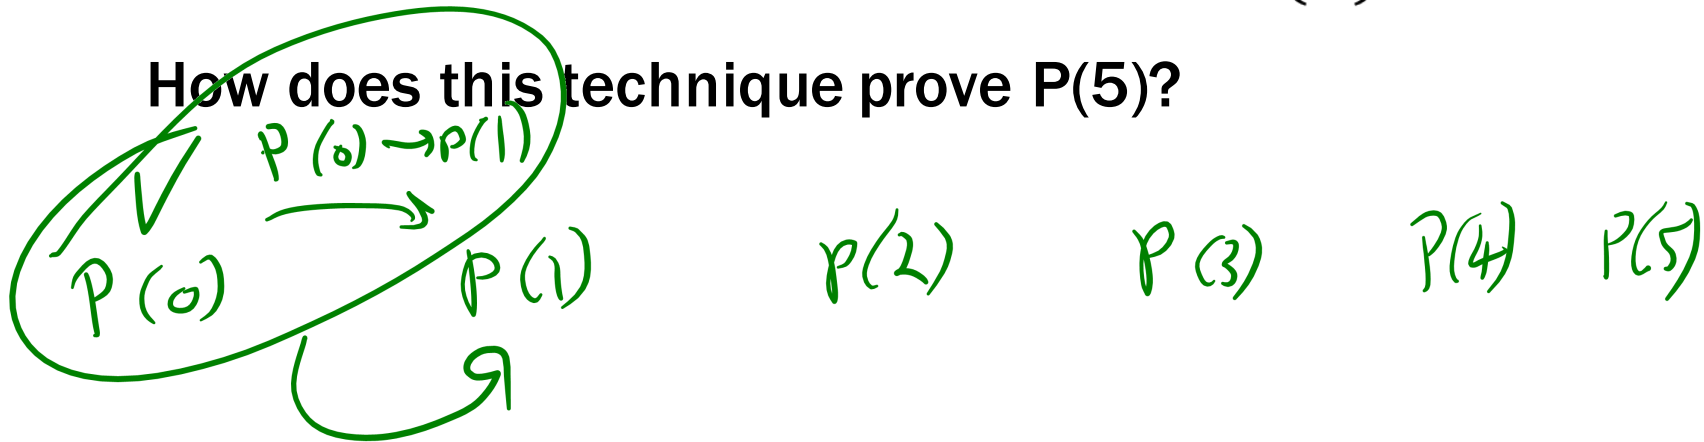 How does this technique prove P(5)?
P(0)→P(1)
P(0) P(1) P(2) P(3) P(4) P(5)